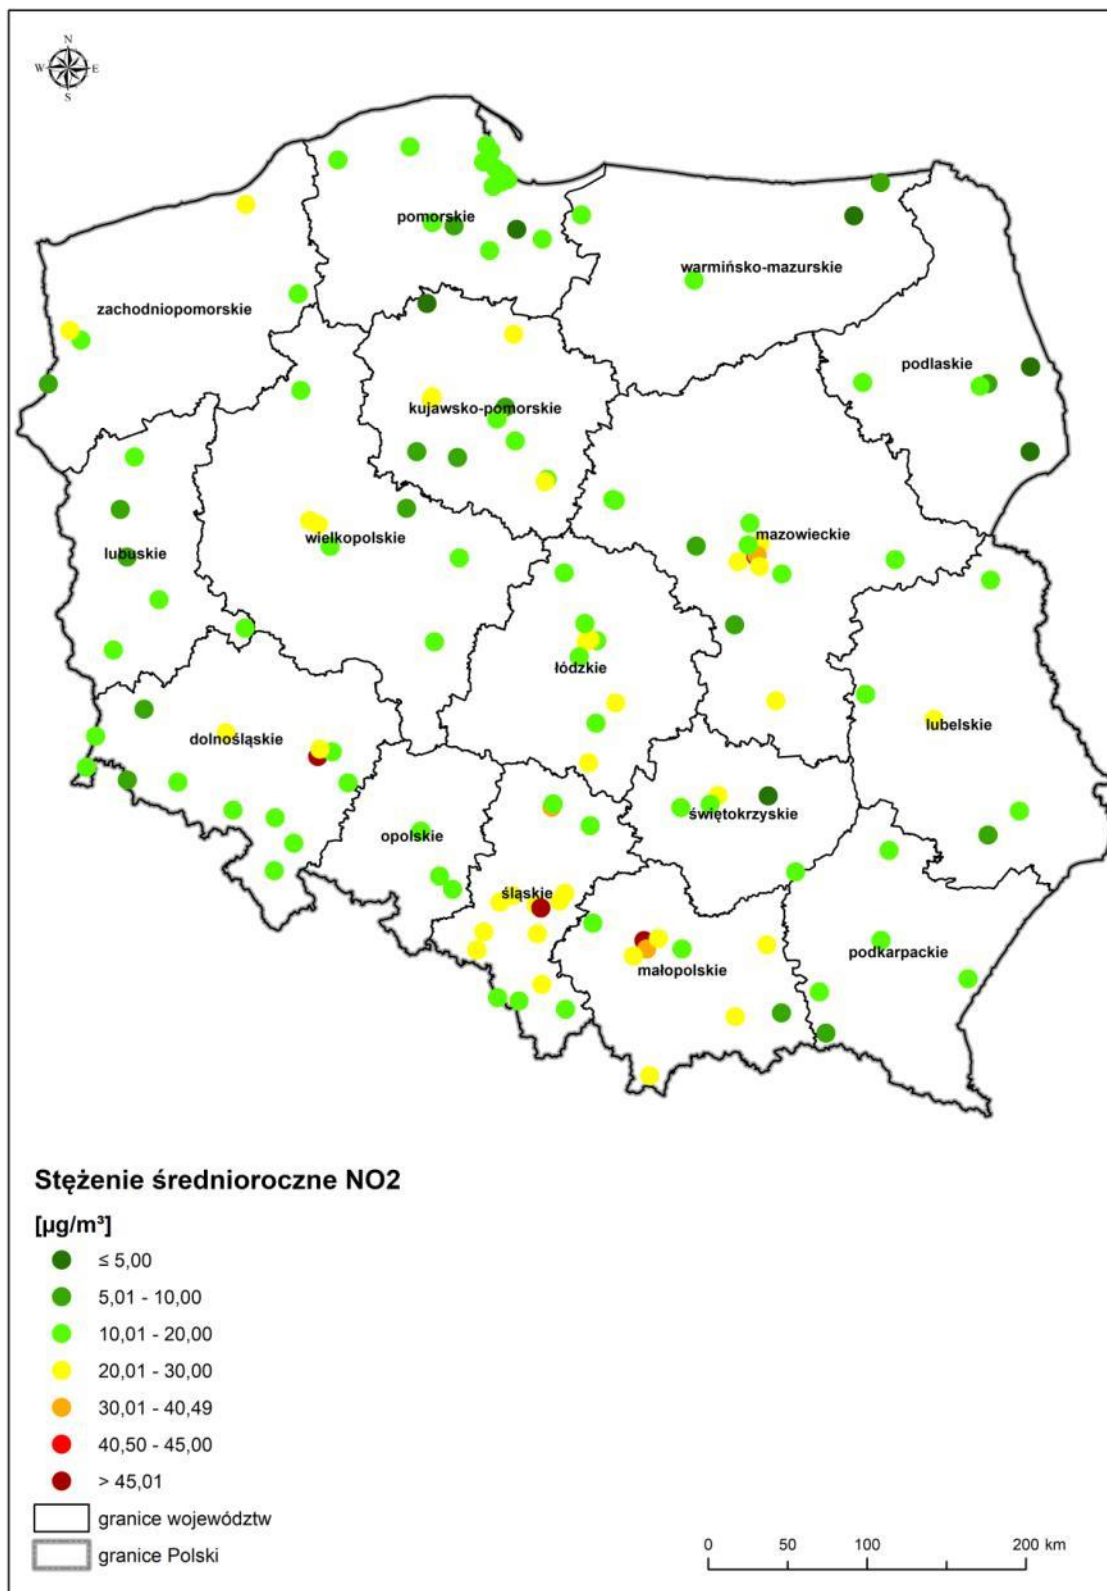 N
W E
S
pomorskie
warmińsko-mazurskie
zachodniopomorskie
podlaskie
kujawsko-pomorskie
mazowieckie
wielkopolskie
lubuskie
łódzkie
lubelskie
dolnośląskie
świętokrzyskie
opolskie
śląskie
podkarpackie
małopolskie
Stężenie średnioroczne NO2
[µg/m³]
≤ 5,00
5,01 - 10,00
10,01 - 20,00
20,01 - 30,00
30,01 - 40,49
40,50 - 45,00
> 45,01
granice województw
granice Polski
0 50 100 200 km